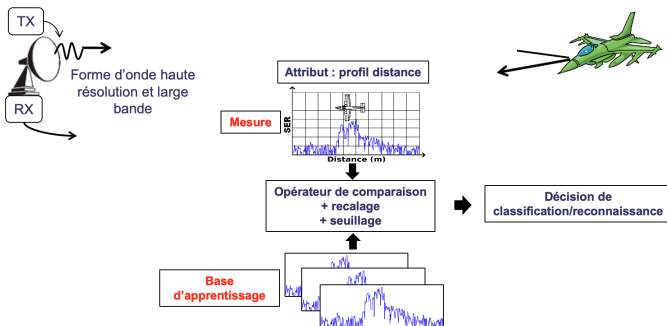 TX
Forme d'onde haute
résolution et large
bande
RX
Attribut : profil distance
Mesure
SER
Distance (m)
Opérateur de comparaison
+ recalage
+ seuillage
Décision de
classification/reconnaissance
Base
d'apprentissage